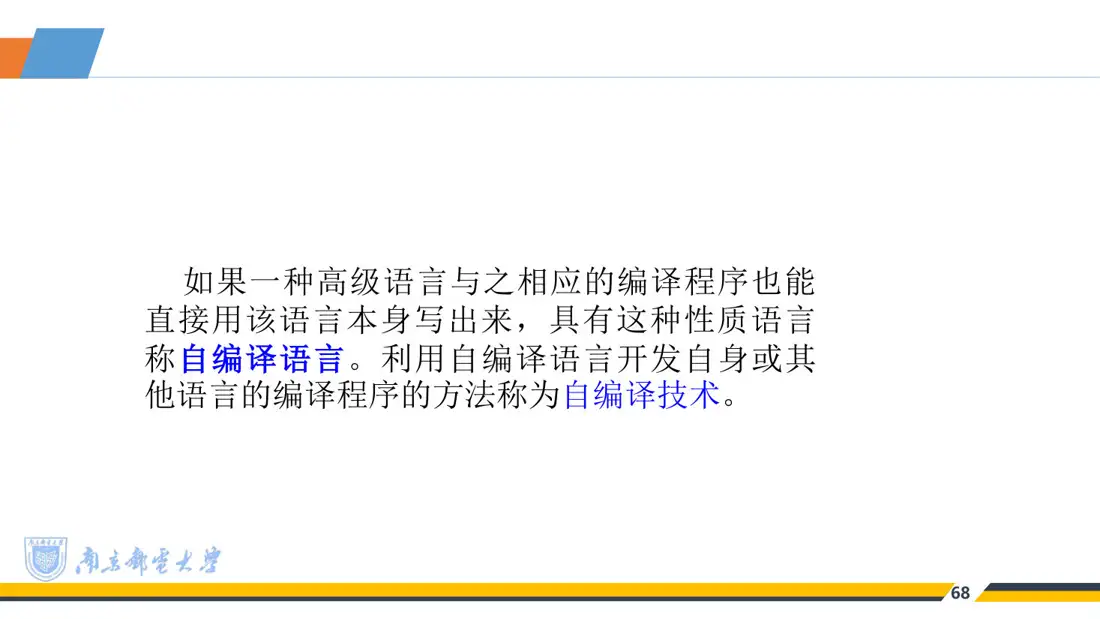 如果一种高级语言与之相应的编译程序也能
直接用该语言本身写出来，具有这种性质语言
称自编译语言。利用自编译语言开发自身或其
他语言的编译程序的方法称为自编译技术。
南京邮电大学
68